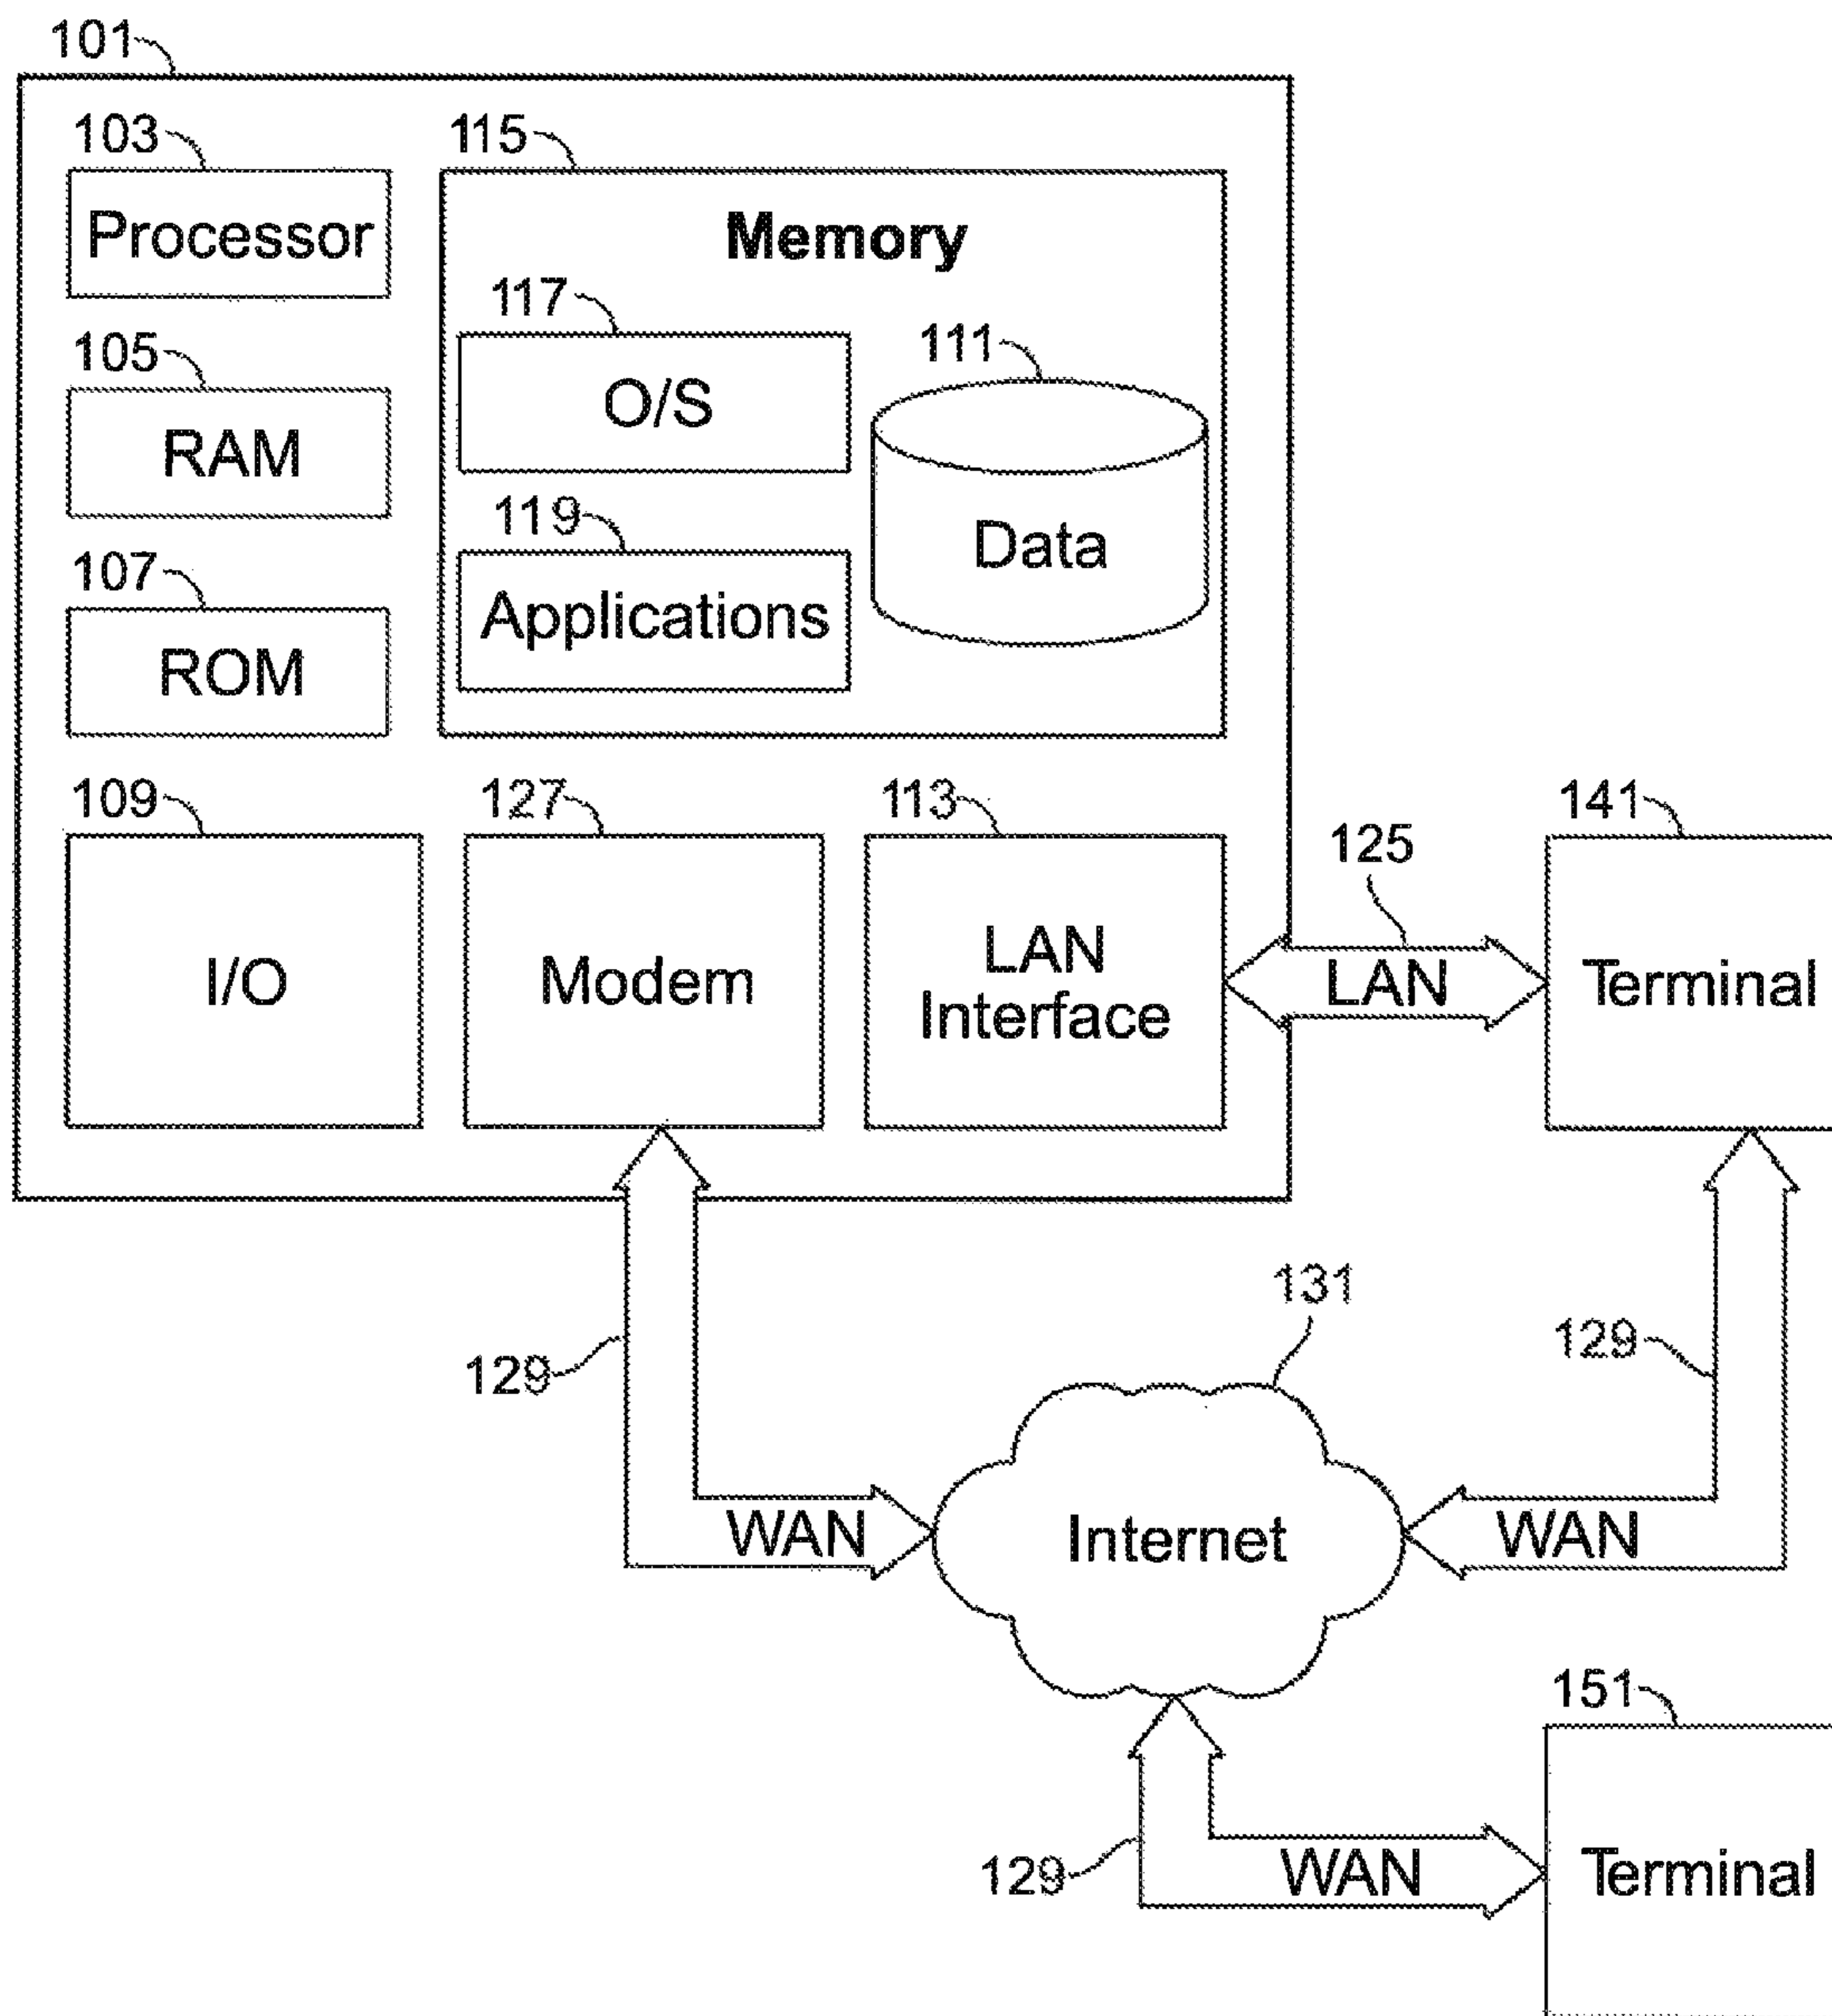 101
103
115
Processor
Memory
117
111
105
O/S
RAM
119
Data
107
Applications
ROM
109
127
113
141
125
I/O
Modem
LAN
Interface
LAN
Terminal
131
129
129
WAN
Internet
WAN
151
129
WAN
Terminal